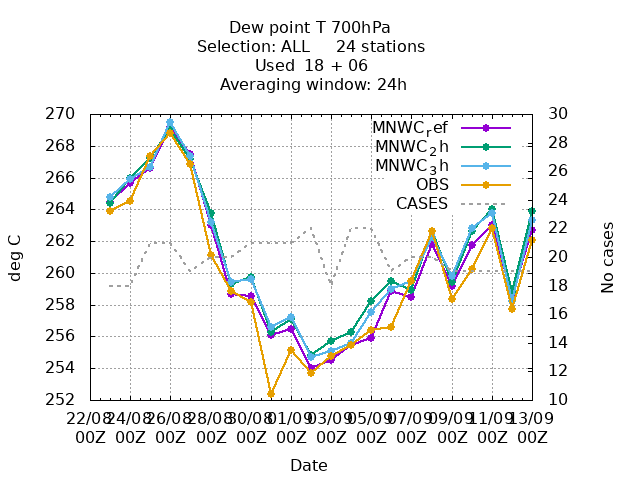 Dew point T 700hPa
Selection: ALL 24 stations
Used 18 + 06
Averaging window: 24h
270
268
266
264
262
260
258
256
254
252
deg C
30
28
26
24
22
20
18
16
14
12
10
No cases
MNWCref
MNWC2h
MNWC3h
OBS
CASES
22/08 24/08 26/08 28/08 30/08 01/09 03/09 05/09 07/09 09/09 11/09 13/09
00Z 00Z 00Z 00Z 00Z 00Z 00Z 00Z 00Z 00Z 00Z 00Z
Date